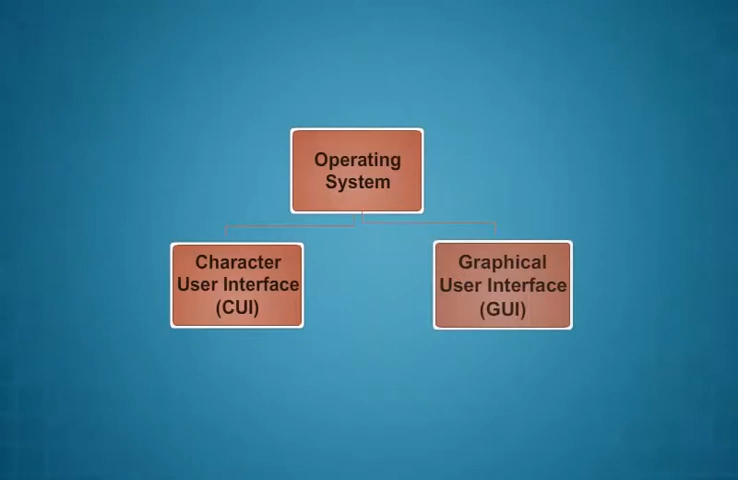 Operating
System
Character
User Interface
(CUI)
Graphical
User Interface
(GUI)